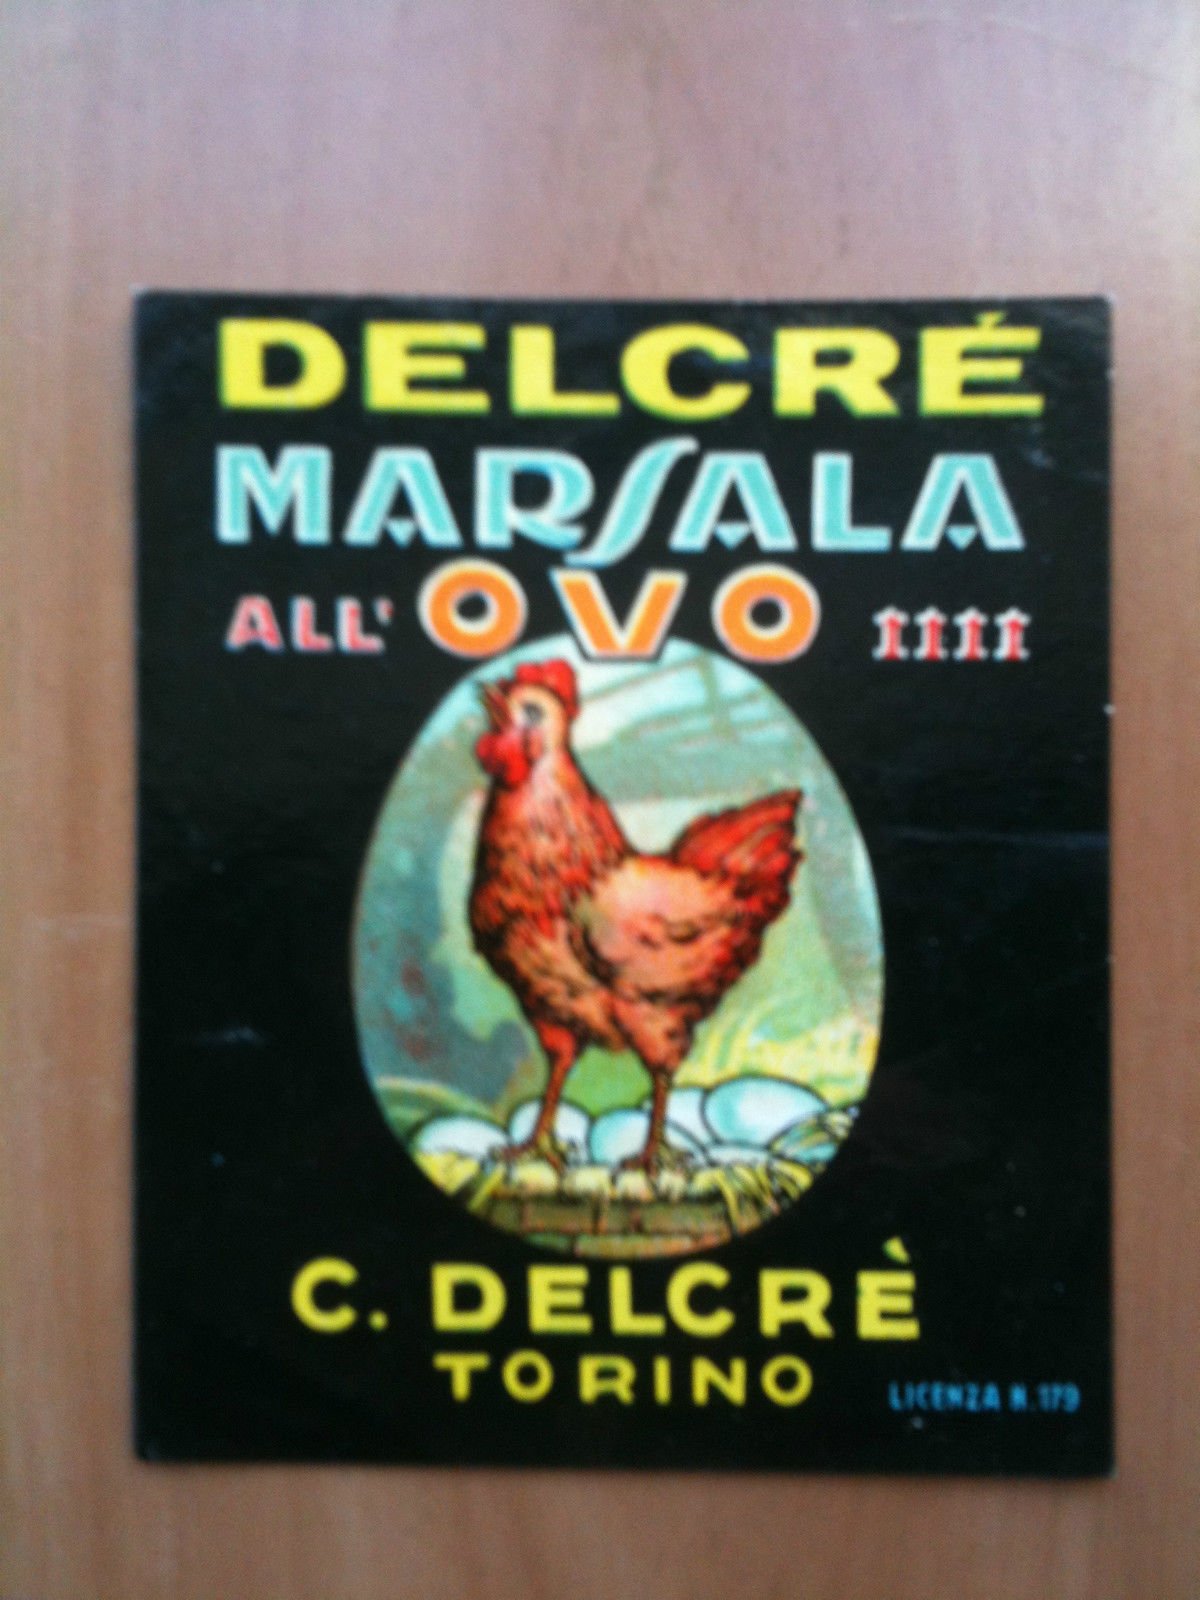 DELCRÉ
MARSALA
ALL' OVO
C. DELCRÈ
TORINO
LICENZA N. 179